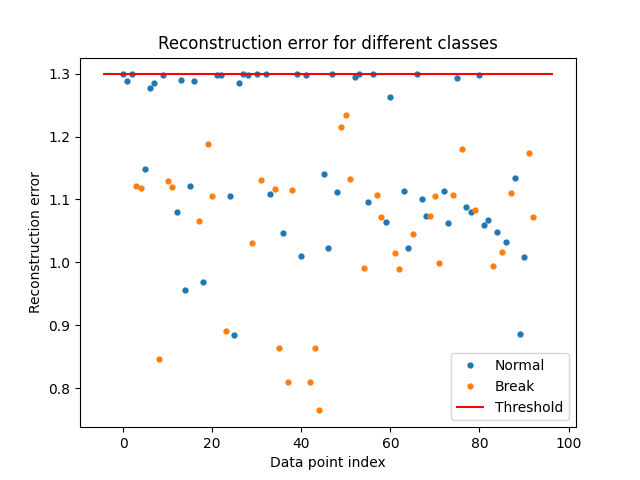 Reconstruction error for different classes
Reconstruction error
1.3
1.2
1.1
1.0
0.9
0.8
Normal
Break
Threshold
0 20 40 60 80 100
Data point index